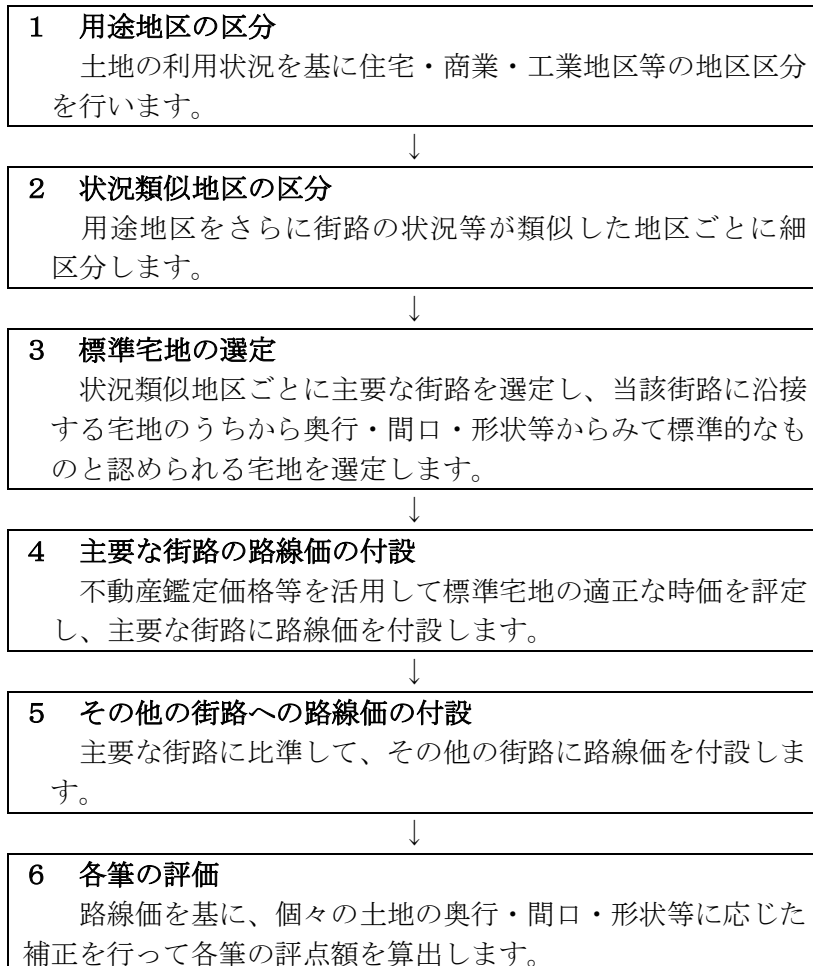 1 用途地区の区分
土地の利用状況を基に住宅・商業・工業地区等の地区区分
を行います。
↓
2 状況類似地区の区分
用途地区をさらに街路の状況等が類似した地区ごとに細
区分します。
↓
3 標準宅地の選定
状況類似地区ごとに主要な街路を選定し、当該街路に沿接
する宅地のうちから奥行・間口・形状等からみて標準的なも
のと認められる宅地を選定します。
↓
4 主要な街路の路線価の付設
不動産鑑定価格等を活用して標準宅地の適正な時価を評定
し、主要な街路に路線価を付設します。
↓
5 その他の街路への路線価の付設
主要な街路に比準して、その他の街路に路線価を付設しま
す。
↓
6 各筆の評価
路線価を基に、個々の土地の奥行・間口・形状等に応じた
補正を行って各筆の評点額を算出します。